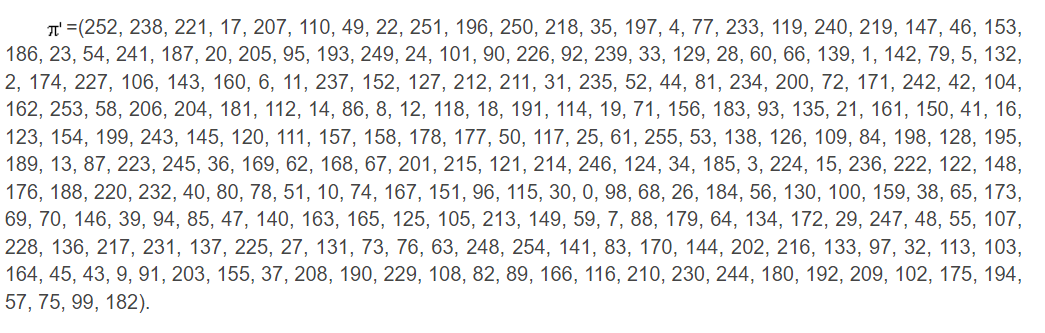 π' =(252, 238, 221, 17, 207, 110, 49, 22, 251, 196, 250, 218, 35, 197, 4, 77, 233, 119, 240, 219, 147, 46, 153,
186, 23, 54, 241, 187, 20, 205, 95, 193, 249, 24, 101, 90, 226, 92, 239, 33, 129, 28, 60, 66, 139, 1, 142, 79, 5, 132,
2, 174, 227, 106, 143, 160, 6, 11, 237, 152, 127, 212, 211, 31, 235, 52, 44, 81, 234, 200, 72, 171, 242, 42, 104,
162, 253, 58, 206, 204, 181, 112, 14, 86, 8, 12, 118, 18, 191, 114, 19, 71, 156, 183, 93, 135, 21, 161, 150, 41, 16,
123, 154, 199, 243, 145, 120, 111, 157, 158, 178, 177, 50, 117, 25, 61, 255, 53, 138, 126, 109, 84, 198, 128, 195,
189, 13, 87, 223, 245, 36, 169, 62, 168, 67, 201, 215, 121, 214, 246, 124, 34, 185, 3, 224, 15, 236, 222, 122, 148,
176, 188, 220, 232, 40, 80, 78, 51, 10, 74, 167, 151, 96, 115, 30, 0, 98, 68, 26, 184, 56, 130, 100, 159, 38, 65, 173,
69, 70, 146, 39, 94, 85, 47, 140, 163, 165, 125, 105, 213, 149, 59, 7, 88, 179, 64, 134, 172, 29, 247, 48, 55, 107,
228, 136, 217, 231, 137, 225, 27, 131, 73, 76, 63, 248, 254, 141, 83, 170, 144, 202, 216, 133, 97, 32, 113, 103,
164, 45, 43, 9, 91, 203, 155, 37, 208, 190, 229, 108, 82, 89, 166, 116, 210, 230, 244, 180, 192, 209, 102, 175, 194,
57, 75, 99, 182).